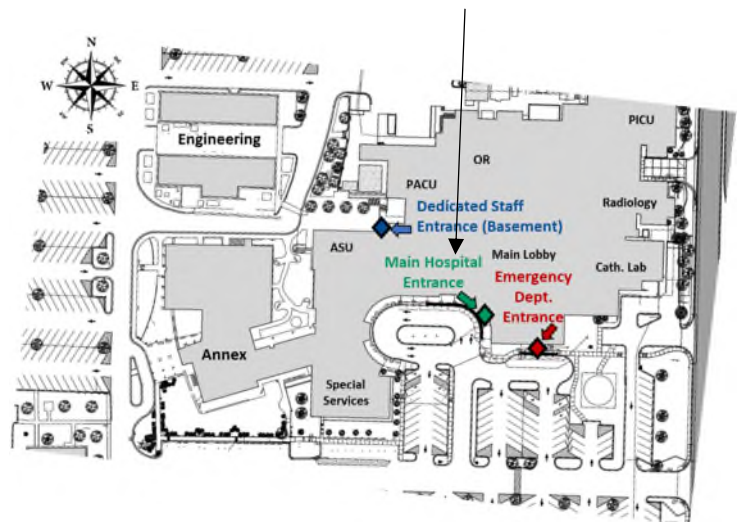 N
W
E
S
Engineering
PICU
OR
PACU
Radiology
Dedicated Staff
Entrance (Basement)
ASU
Main Lobby
Main Hospital
Entrance
Cath. Lab
Emergency
Dept.
Entrance
Annex
Special
Services